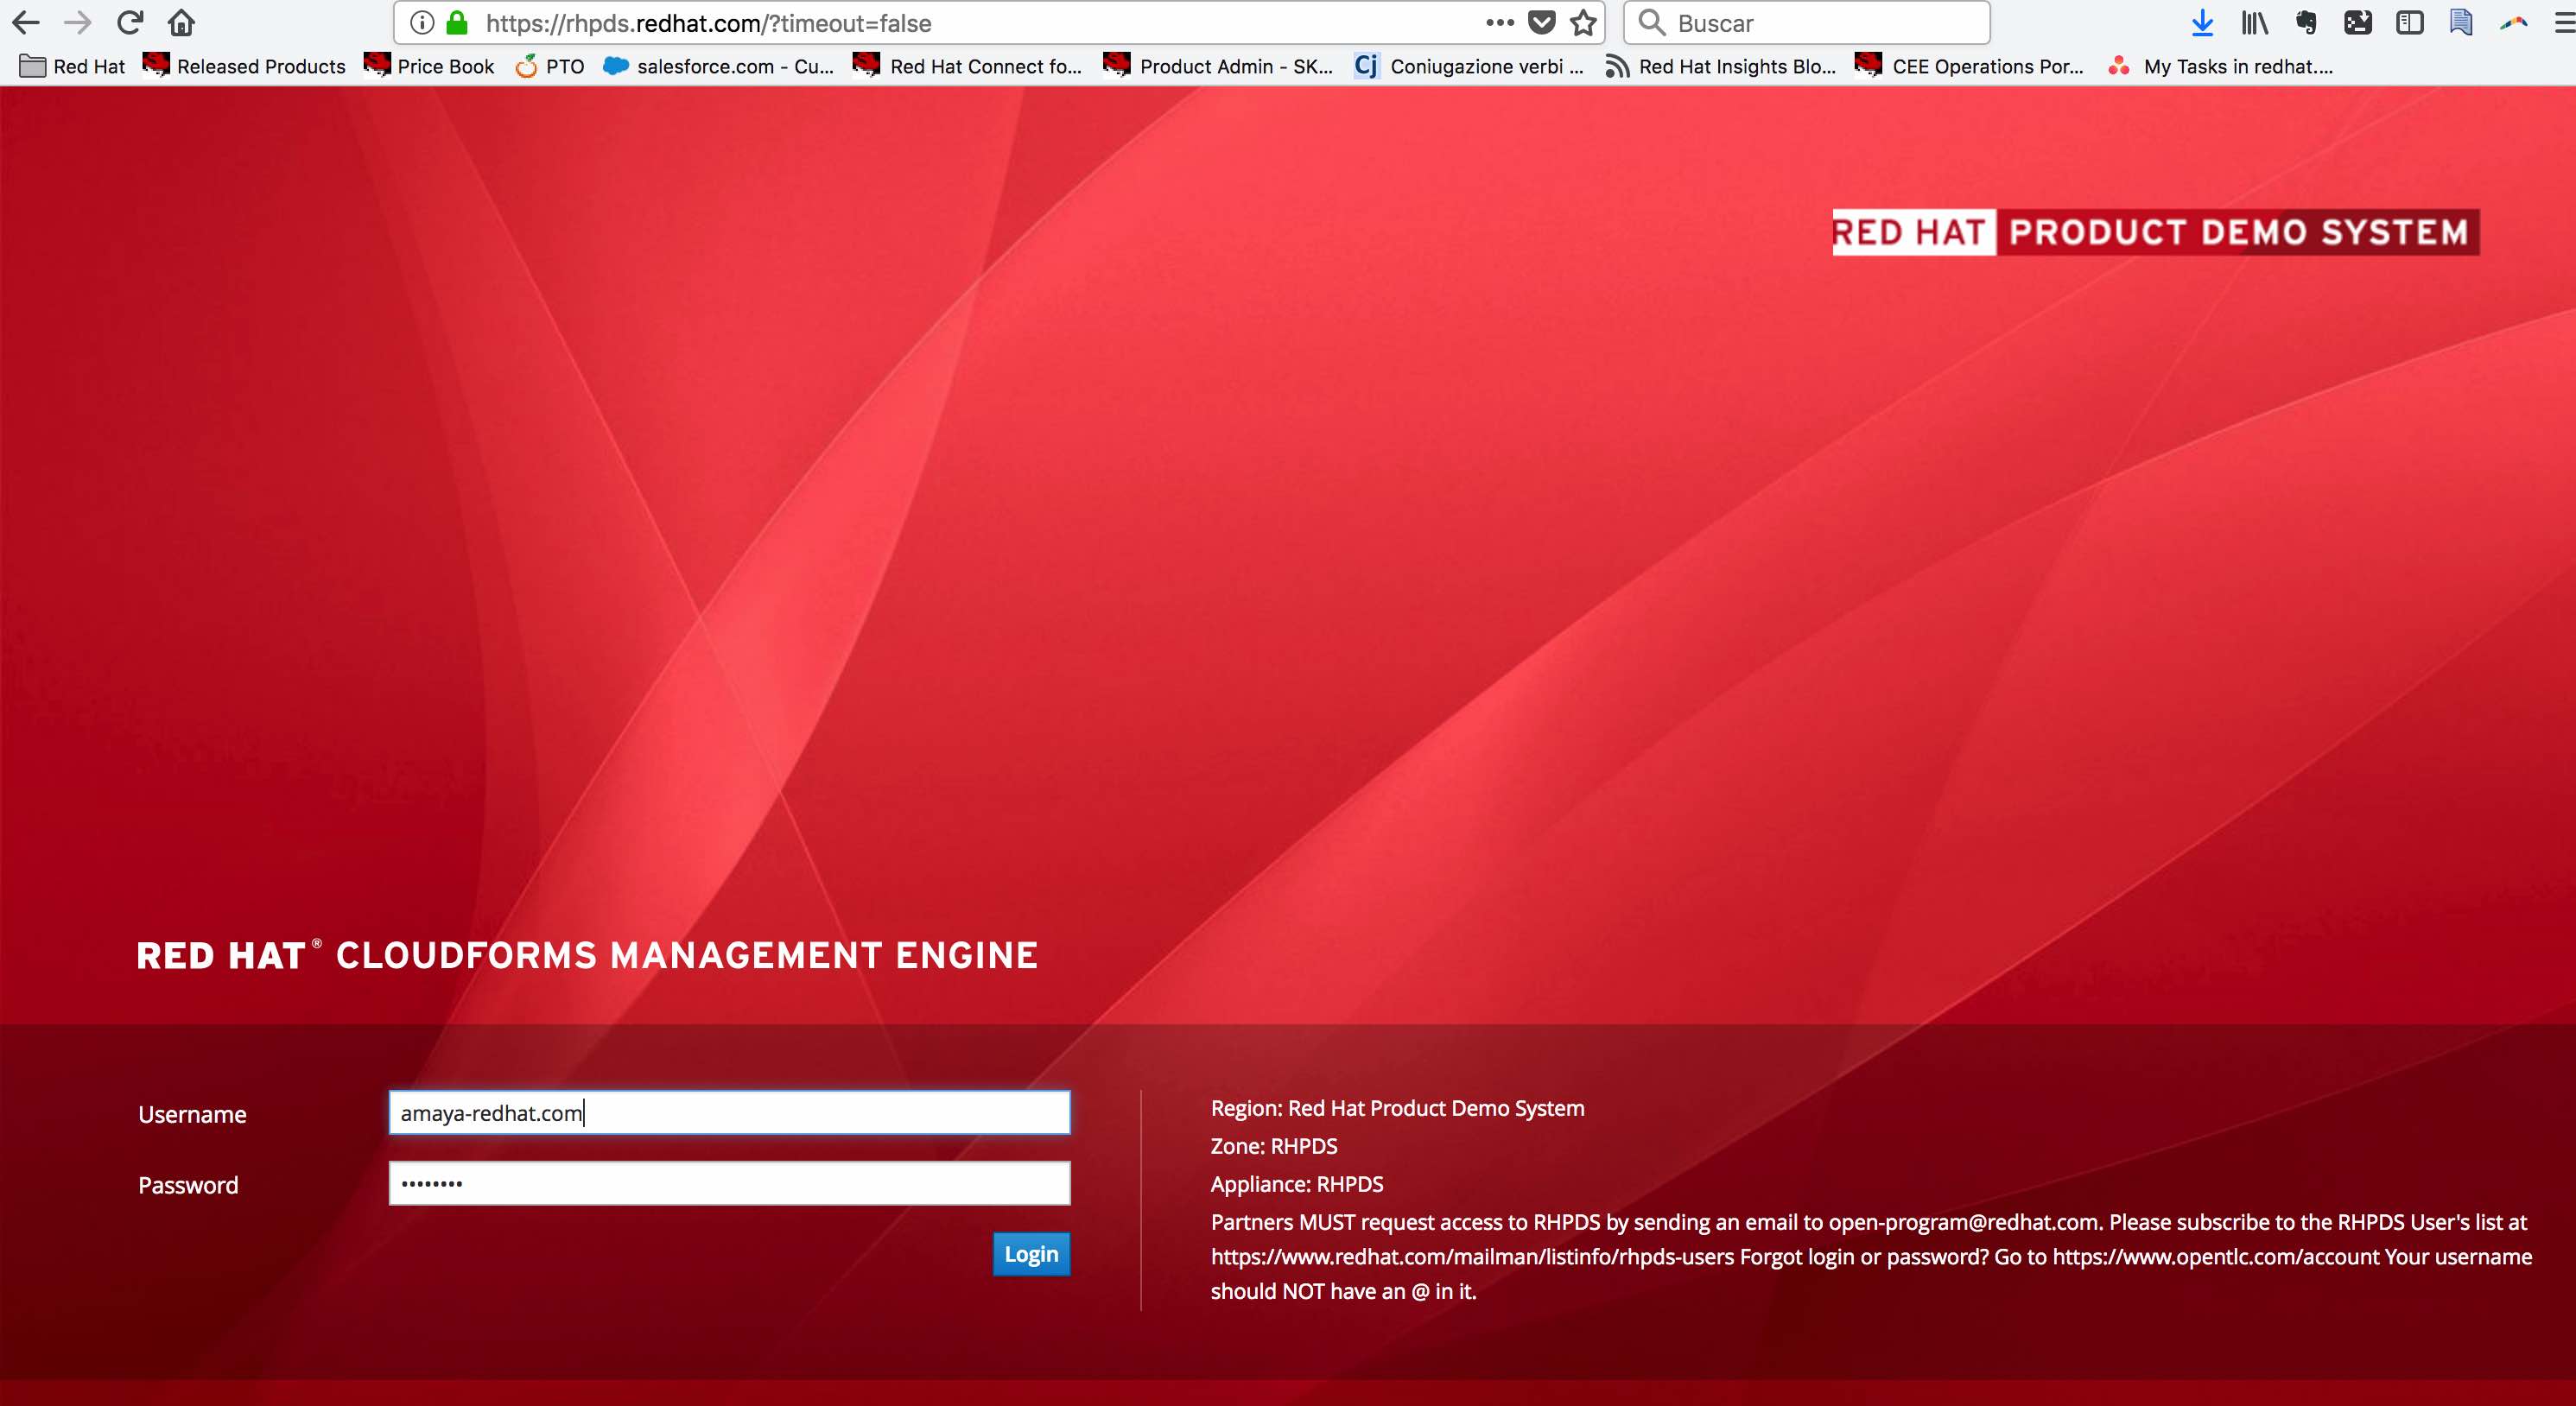 https://rhpds.redhat.com/?timeout=false
Buscar
Red Hat Released Products Price Book PTO salesforce.com - Cu... Red Hat Connect fo... Product Admin - SK... Cj Coniugazione verbi ... Red Hat Insights Blo... CEE Operations Por... My Tasks in redhat....
RED HAT PRODUCT DEMO SYSTEM
RED HAT® CLOUDFORMS MANAGEMENT ENGINE
Username amaya-redhat.com
Password ••••••••
Login
Region: Red Hat Product Demo System
Zone: RHPDS
Appliance: RHPDS
Partners MUST request access to RHPDS by sending an email to open-program@redhat.com. Please subscribe to the RHPDS User's list at
https://www.redhat.com/mailman/listinfo/rhpds-users Forgot login or password? Go to https://www.opentlc.com/account Your username
should NOT have an @ in it.